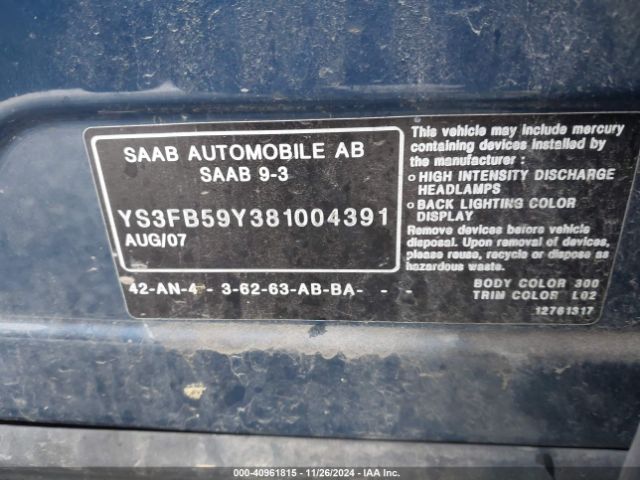 SAAB AUTOMOBILE AB
SAAB 9-3
YS3FB59Y381004391
AUG/07
42-AN-4 - 3-62-63-AB-BA- - -
This vehicle may include mercury
containing devices installed by
the manufacturer :
o HIGH INTENSITY DISCHARGE
HEADLAMPS
o BACK LIGHTING COLOR
DISPLAY
Remove devices before vehicle
disposal. Upon removal of devices,
please reuse, recycle or dispose as
hazardous waste.
BODY COLOR 300
TRIM COLOR L02
12761317
000-40961815 | 11/26/2024 - IAA Inc.